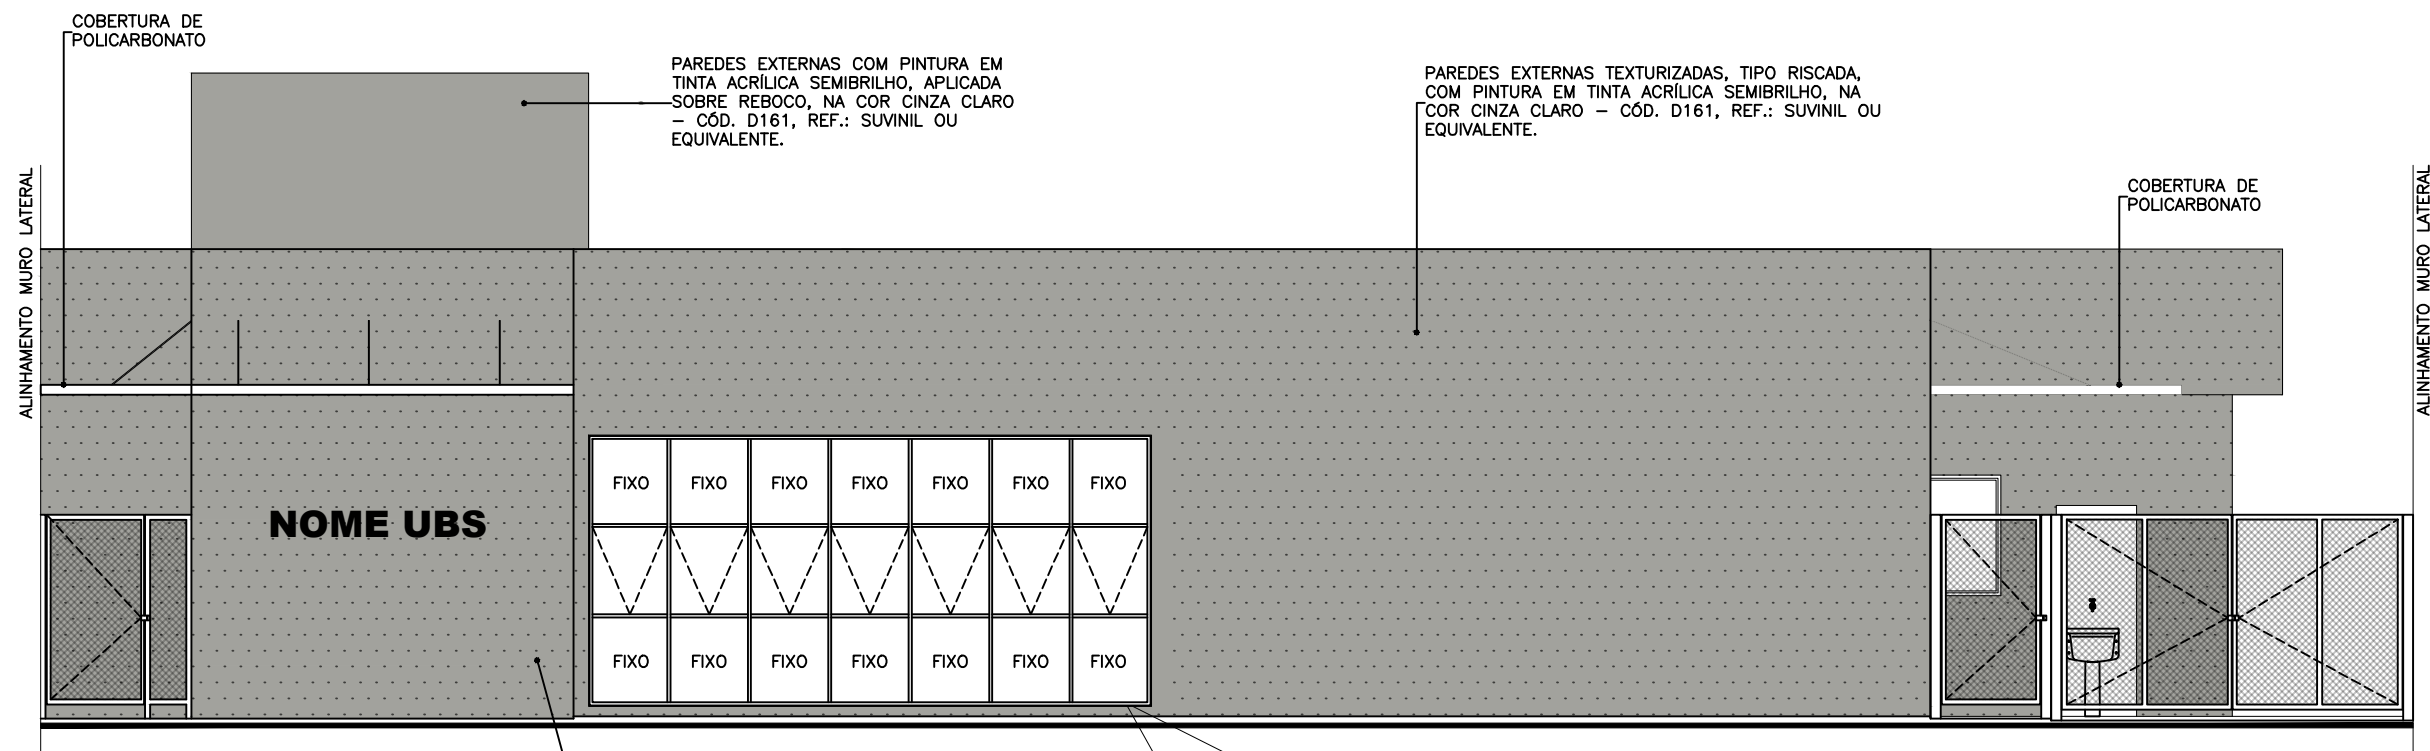 COBERTURA DE
POLICARBONATO
PAREDES EXTERNAS COM PINTURA EM
TINTA ACRÍLICA SEMIBRILHO, APLICADA
SOBRE REBOCO, NA COR CINZA CLARO
– CÓD. D161, REF.: SUVINIL OU
EQUIVALENTE.
PAREDES EXTERNAS TEXTURIZADAS, TIPO RISCADA,
COM PINTURA EM TINTA ACRÍLICA SEMIBRILHO, NA
COR CINZA CLARO – CÓD. D161, REF.: SUVINIL OU
EQUIVALENTE.
COBERTURA DE
POLICARBONATO
ALINHAMENTO MURO LATERAL
ALINHAMENTO MURO LATERAL
FIXO FIXO FIXO FIXO FIXO FIXO FIXO
NOME UBS
FIXO FIXO FIXO FIXO FIXO FIXO FIXO